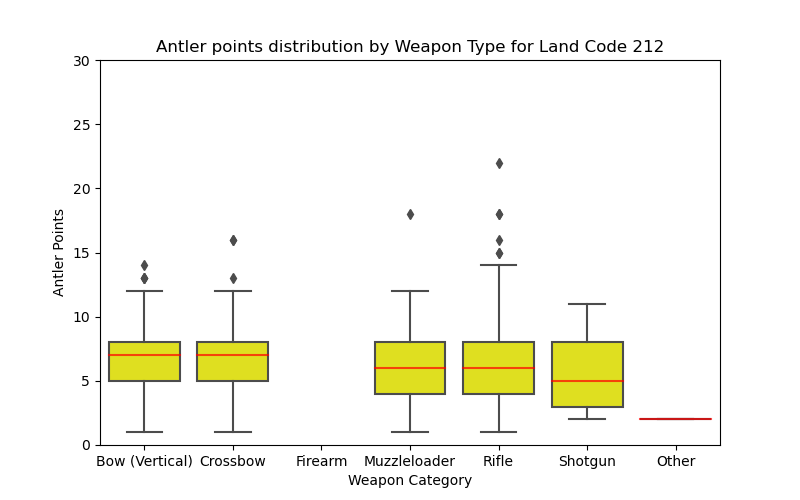 Antler points distribution by Weapon Type for Land Code 212
30
25
20
15
10
5
0
Antler Points
Bow (Vertical) Crossbow Firearm Muzzleloader Rifle Shotgun Other
Weapon Category